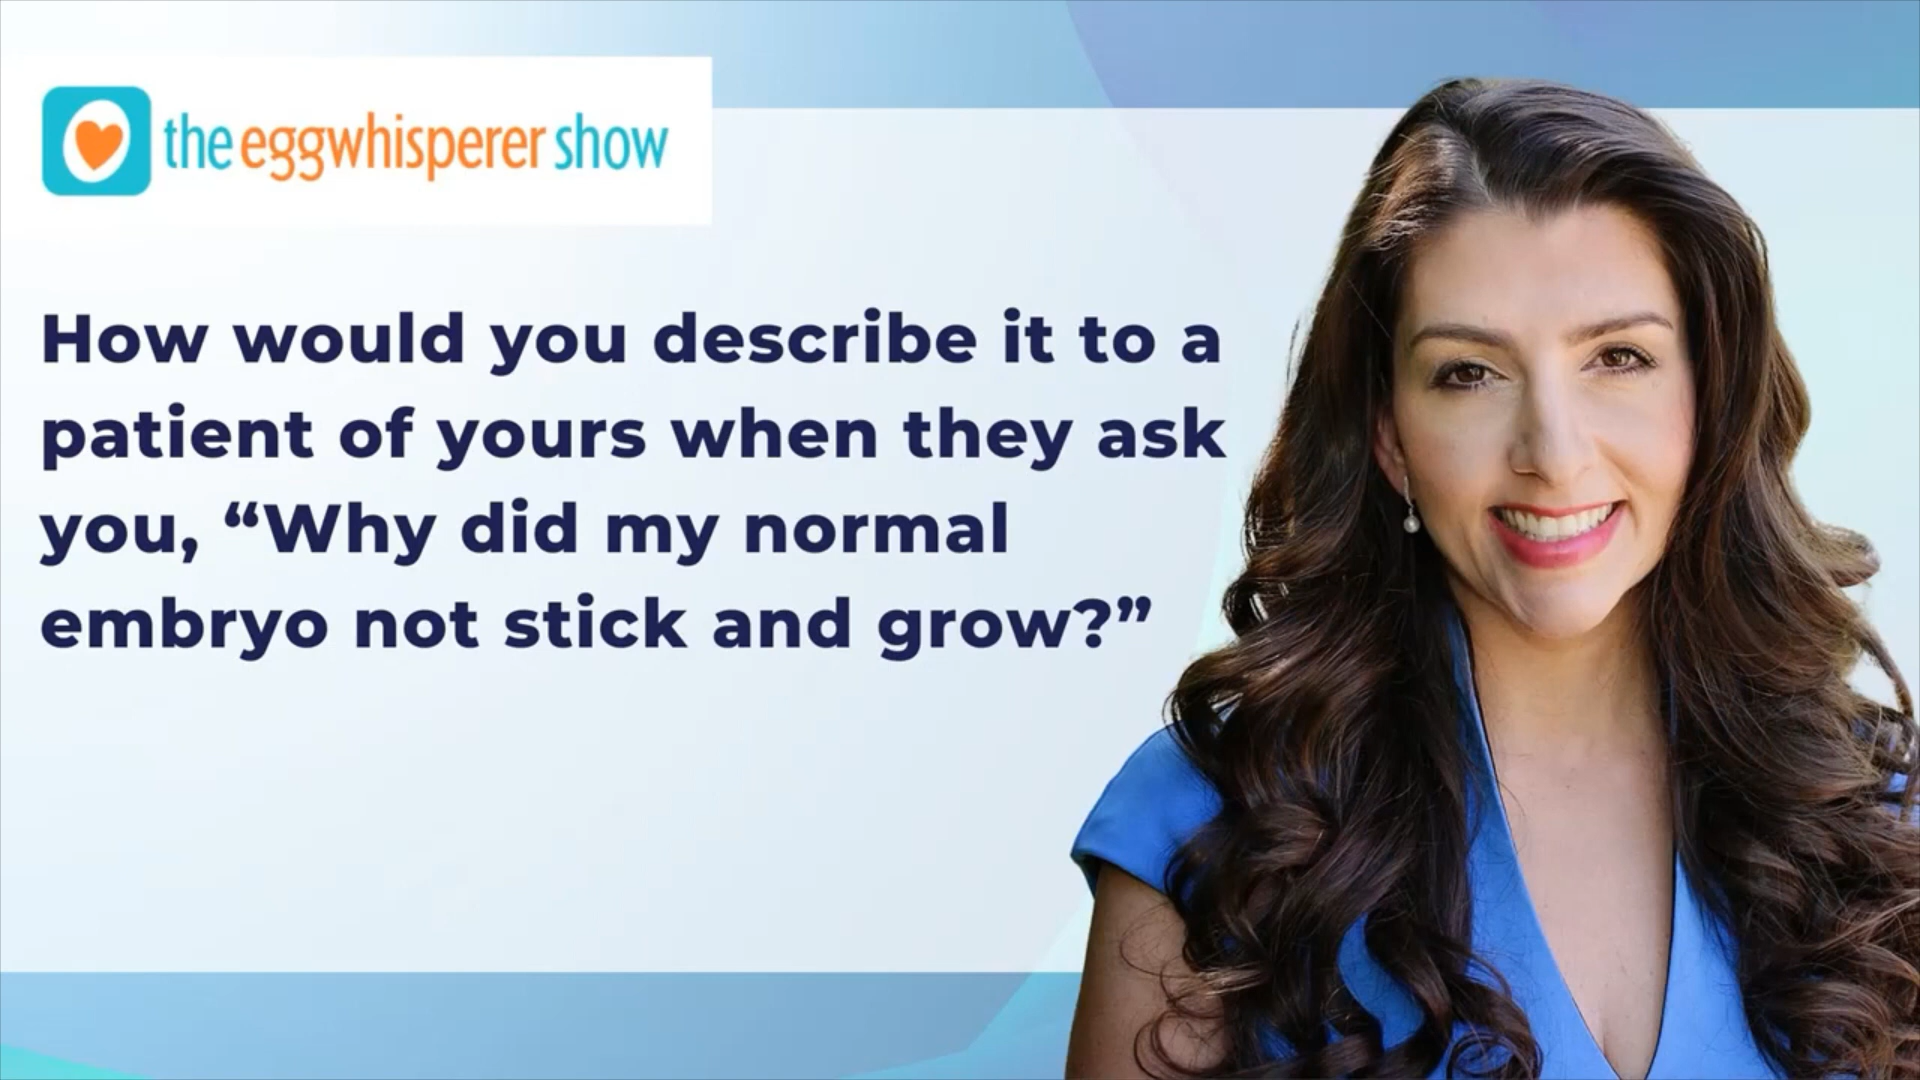 the eggwhisperer show
How would you describe it to a
patient of yours when they ask
you, “Why did my normal
embryo not stick and grow?”